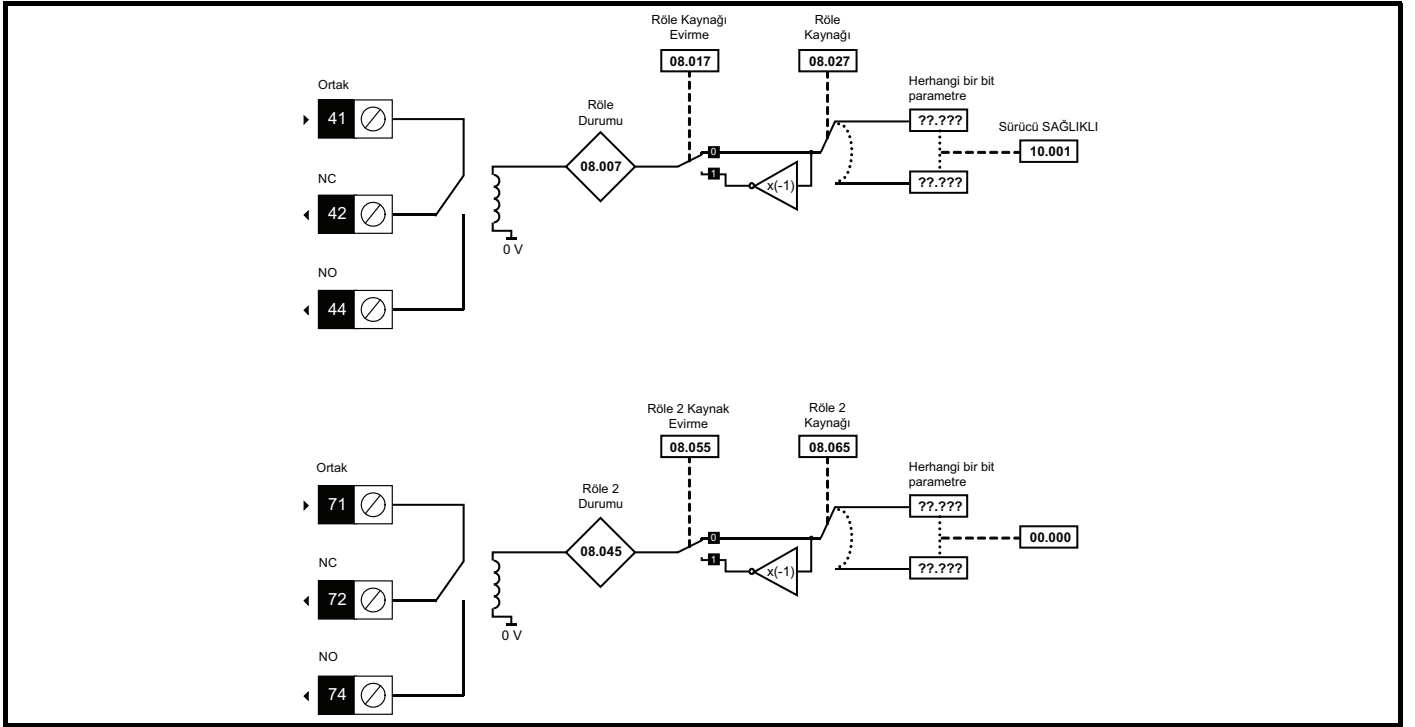 Röle Kaynağı
Evirme
08.017
Röle
Kaynağı
08.027
Ortak
41
NC
42
NO
44
Röle
Durumu
08.007
0 V
0
1
x(-1)
Herhangi bir bit
parametre
??.???
??.???
Sürücü SAĞLIKLI
10.001
Röle 2 Kaynak
Evirme
08.055
Röle 2
Kaynağı
08.065
Ortak
71
NC
72
NO
74
Röle 2
Durumu
08.045
0 V
0
1
x(-1)
Herhangi bir bit
parametre
??.???
??.???
00.000